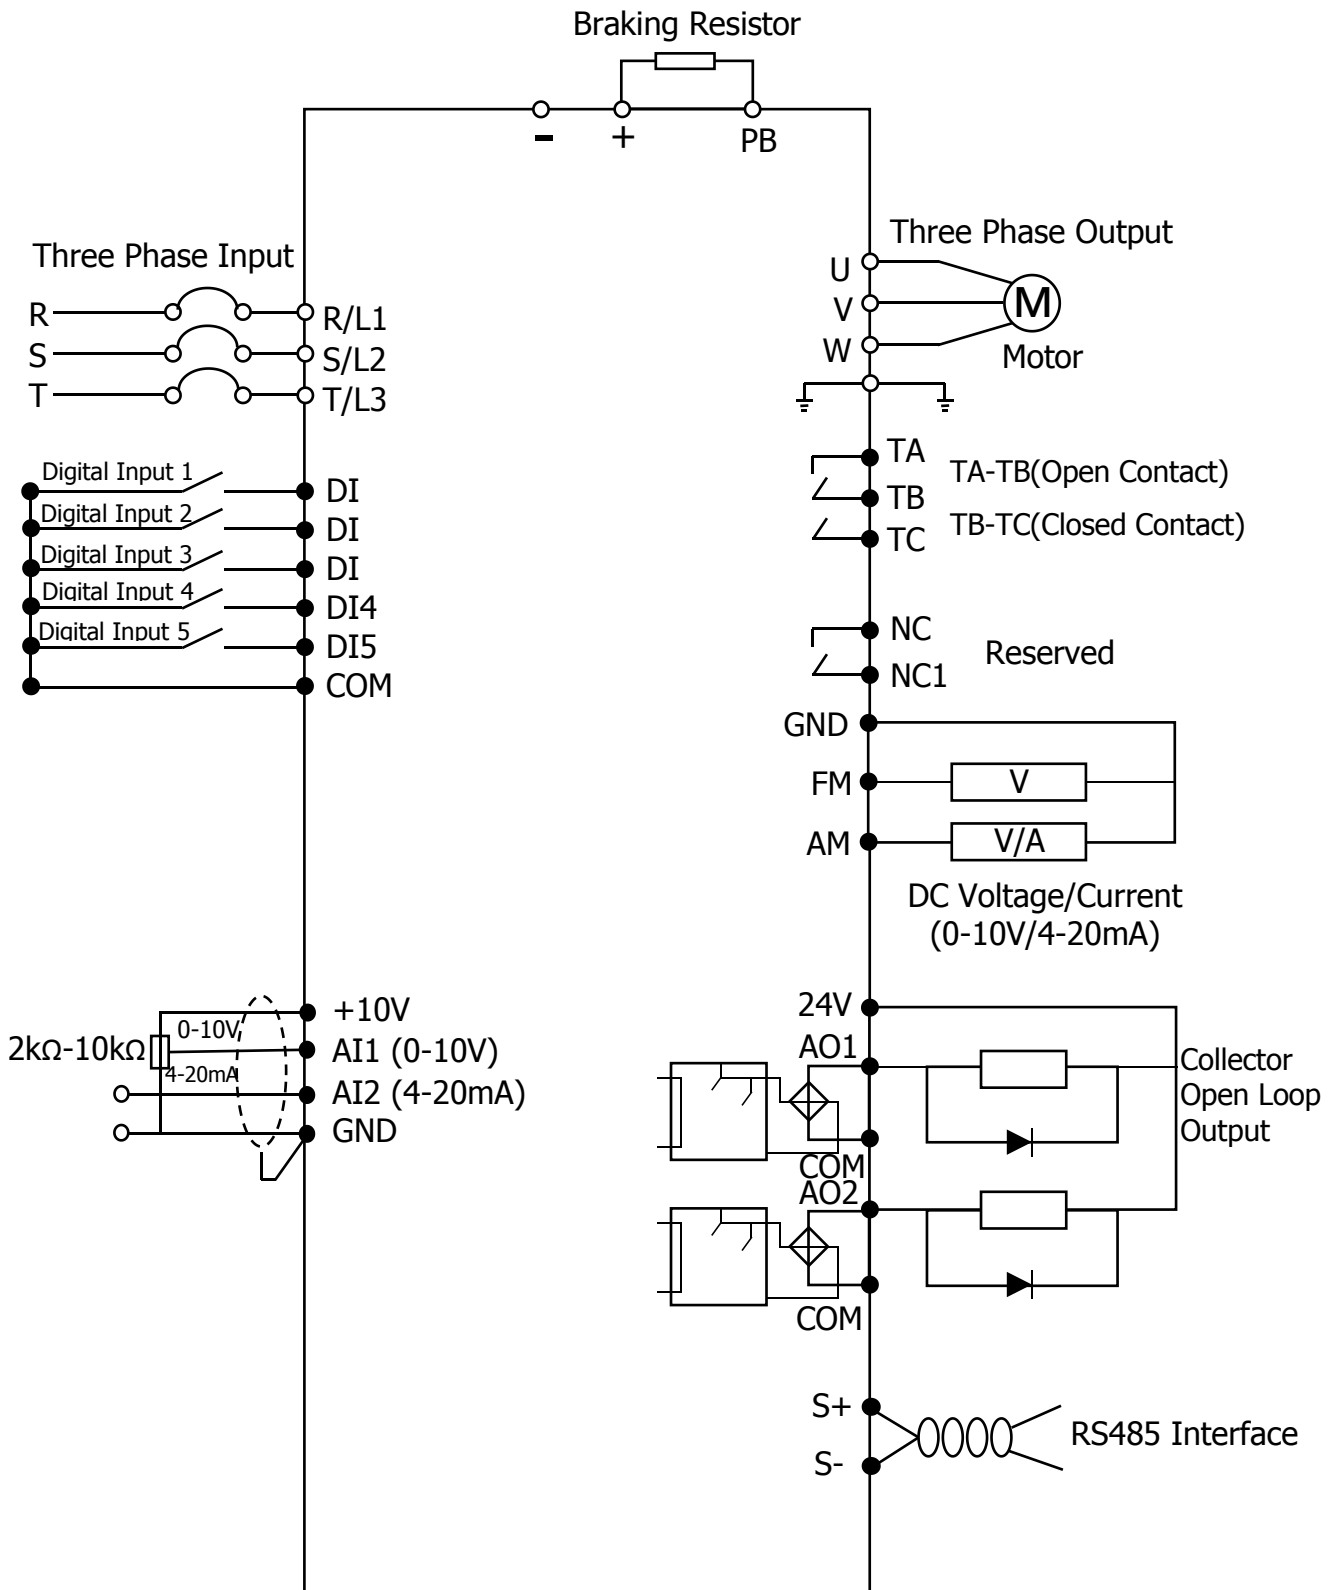 Braking Resistor
-
+
PB
Three Phase Input
R
R/L1
S
S/L2
T
T/L3
Three Phase Output
U
V
W
M
Motor
Digital Input 1
DI
Digital Input 2
DI
Digital Input 3
DI
Digital Input 4
DI4
Digital Input 5
DI5
COM
TA
TA-TB(Open Contact)
TB
TB-TC(Closed Contact)
TC
NC
Reserved
NC1
GND
FM
V
AM
V/A
DC Voltage/Current
(0-10V/4-20mA)
+10V
0-10V
2kΩ-10kΩ
AI1 (0-10V)
4-20mA
AI2 (4-20mA)
GND
24V
AO1
Collector
Open Loop
Output
COM
AO2
COM
S+
RS485 Interface
S-